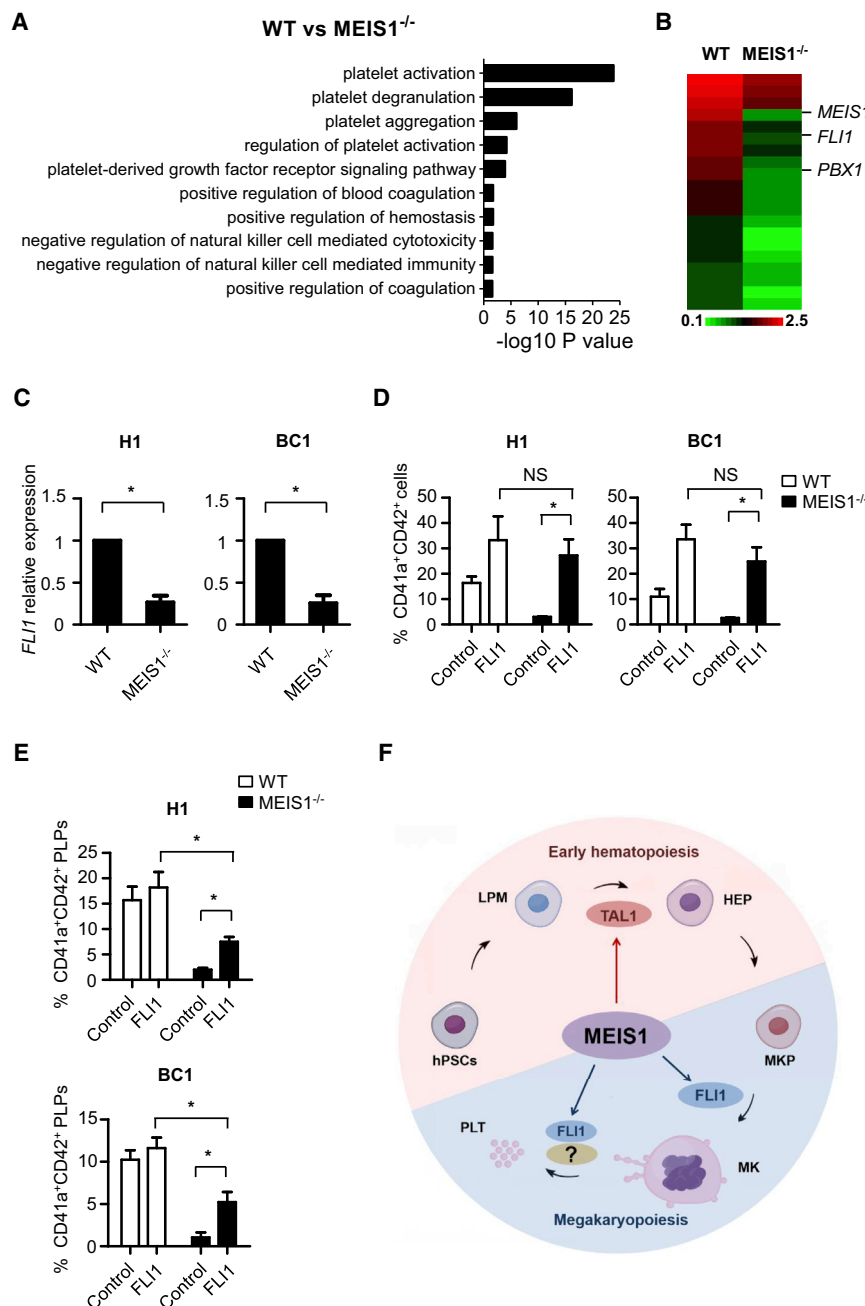 A
WT vs MEIS1-/-
platelet activation
platelet degranulation
platelet aggregation
regulation of platelet activation
platelet-derived growth factor receptor signaling pathway
positive regulation of blood coagulation
positive regulation of hemostasis
negative regulation of natural killer cell mediated cytotoxicity
negative regulation of natural killer cell mediated immunity
positive regulation of coagulation
0 5 10 15 20 25
-log10 P value
B
WT MEIS1-/-
MEIS1
FLI1
PBX1
0.1 2.5
C
H1
FLI1 relative expression
1.5
1
0.5
0
*
WT
MEIS1-/-
BC1
1.5
1
0.5
0
*
WT
MEIS1-/-
D
H1
% CD41a+CD42+ cells
50
40
30
20
10
0
NS
*
Control
FLI1
Control
FLI1
BC1
50
40
30
20
10
0
NS
*
Control
FLI1
Control
FLI1
WT
MEIS1-/-
E
WT
MEIS1-/-
H1
% CD41a+CD42+ PLPs
25
20
15
10
5
0
*
*
Control
FLI1
Control
FLI1
BC1
% CD41a+CD42+ PLPs
15
10
5
0
*
*
Control
FLI1
Control
FLI1
F
Early hematopoiesis
LPM
TAL1
HEP
hPSCs
MEIS1
MKP
FLI1
PLT
FLI1
?
MK
Megakaryopoiesis